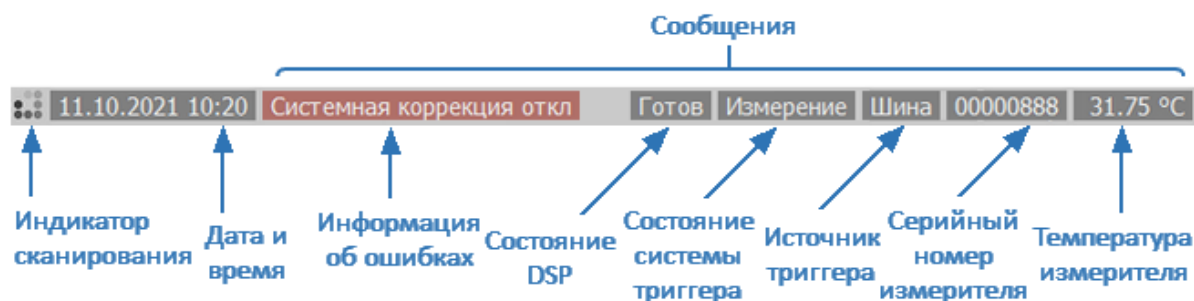 Сообщения
11.10.2021 10:20 Системная коррекция откл Готов Измерение Шина 00000888 31.75 ºC
Индикатор
сканирования
Дата и
время
Информация
об ошибках
Состояние
DSP
Состояние
системы
триггера
Источник
триггера
Серийный
номер
измерителя
Температура
измерителя